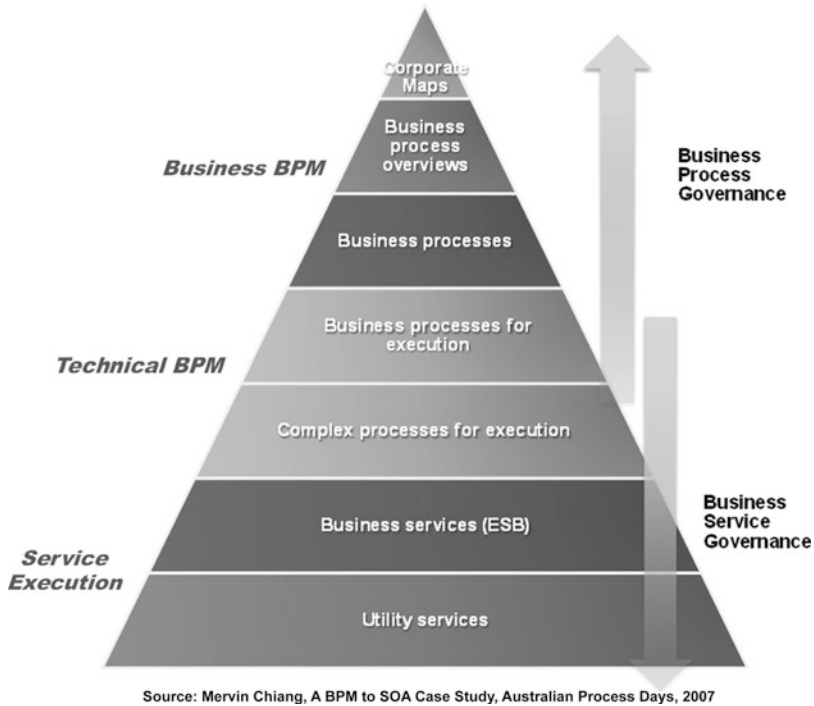 Corporate
Maps
Business
process
overviews
Business BPM
Business
Process
Governance
Business processes
Business processes for
execution
Technical BPM
Complex processes for execution
Business services (ESB)
Business
Service
Governance
Service
Execution
Utility services
Source: Mervin Chiang, A BPM to SOA Case Study, Australian Process Days, 2007